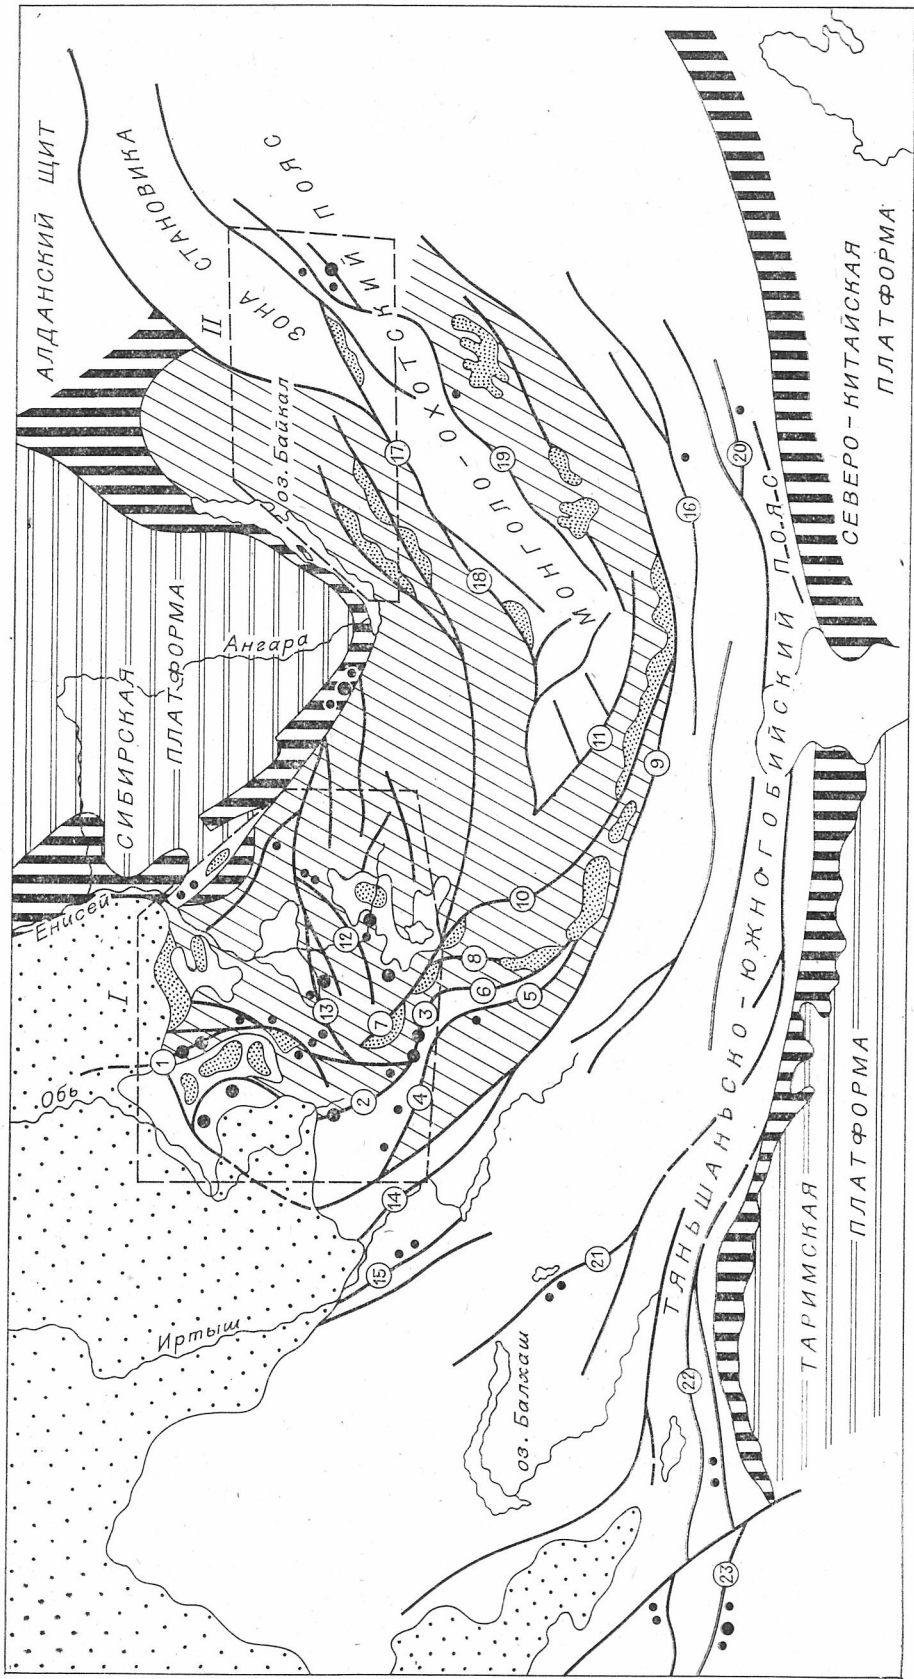 АЛДАНСКИЙ ЩИТ
ЗОНА СТАНОВИКА
МОНГОЛО-ОХОТСКИЙ ПОЯС
II
оз. Байкал
СИБИРСКАЯ
ПЛАТФОРМА
Ангара
Енисей
Обь
Иртыш
I
оз. Балхаш
ТЯНЬШАНЬСКО-ЮЖНОГОБИЙСКИЙ ПОЯС
СЕВЕРО-КИТАЙСКАЯ
ПЛАТФОРМА
ТАРИМСКАЯ
ПЛАТФОРМА
1
2
3
4
5
6
7
8
9
10
11
12
13
14
15
16
17
18
19
20
21
22
23